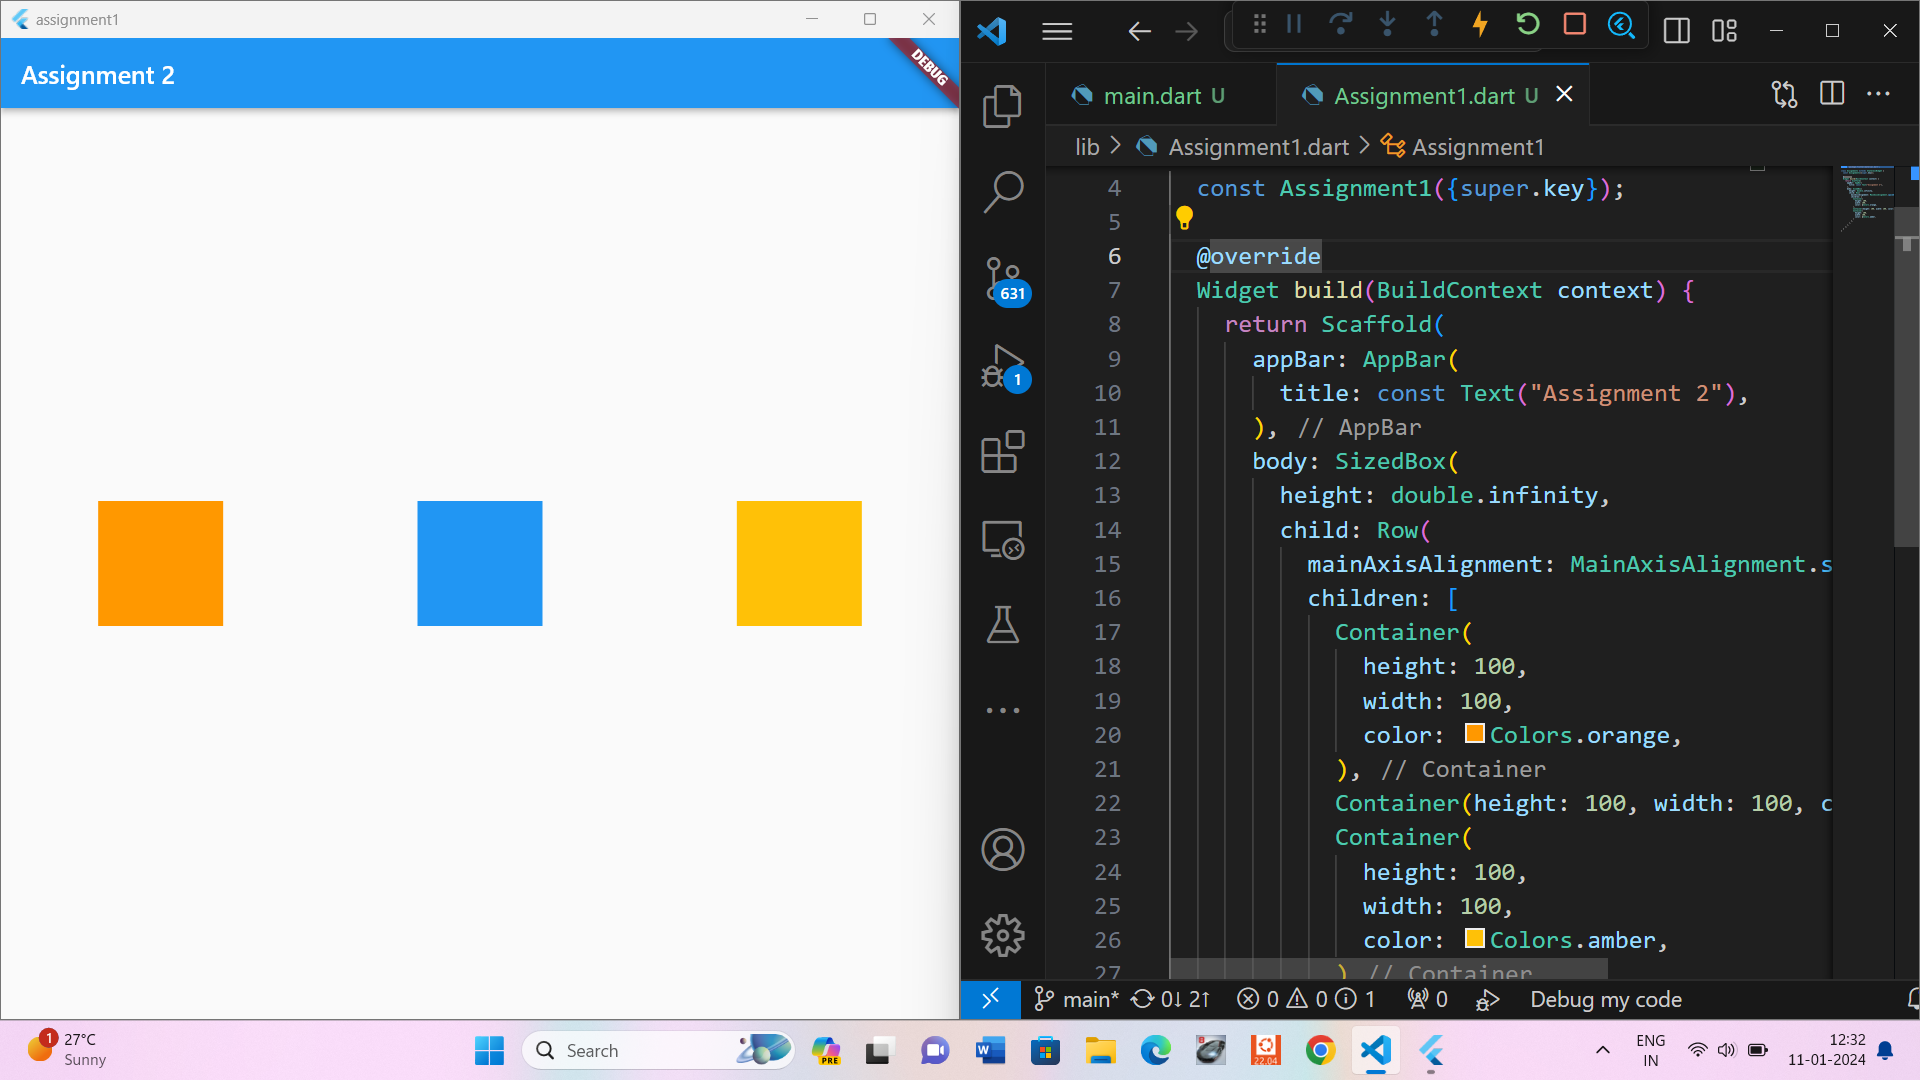 assignment1
Assignment 2
DEBUG
main.dart U
Assignment1.dart U
lib > Assignment1.dart > Assignment1
4 const Assignment1({super.key});
5
6 @override
7 Widget build(BuildContext context) {
8 return Scaffold(
9 appBar: AppBar(
10 title: const Text("Assignment 2"),
11 ), // AppBar
12 body: SizedBox(
13 height: double.infinity,
14 child: Row(
15 mainAxisAlignment: MainAxisAlignment.s
16 children: [
17 Container(
18 height: 100,
19 width: 100,
20 color: Colors.orange,
21 ), // Container
22 Container(height: 100, width: 100, c
23 Container(
24 height: 100,
25 width: 100,
26 color: Colors.amber,
27 ) // Container
631
1
main* 0↓ 2↑ 0 0 1 0 Debug my code
1
27°C
Sunny
Search
PRE
22.04
ENG
IN
12:32
11-01-2024